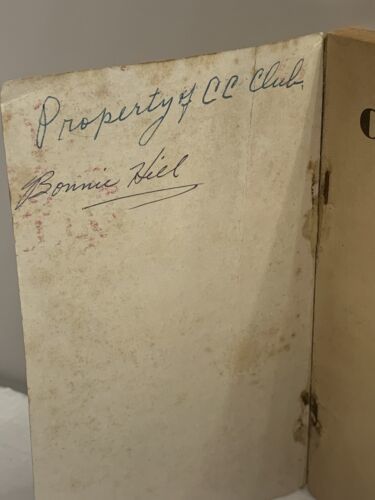 Property of CC Club.
Bonnie Hill